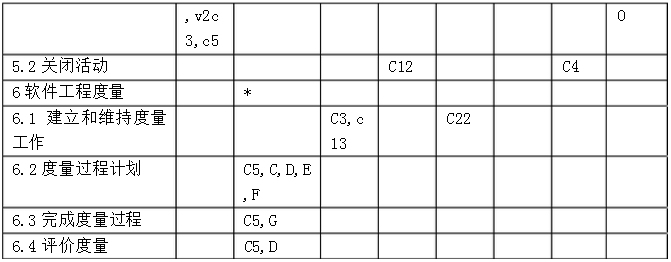 ,v2c
3,c5
O
5.2关闭活动
C12
C4
6软件工程度量
*
6.1 建立和维持度量
工作
C3,c
13
C22
6.2度量过程计划
C5,C,D,E
,F
6.3完成度量过程
C5,G
6.4评价度量
C5,D